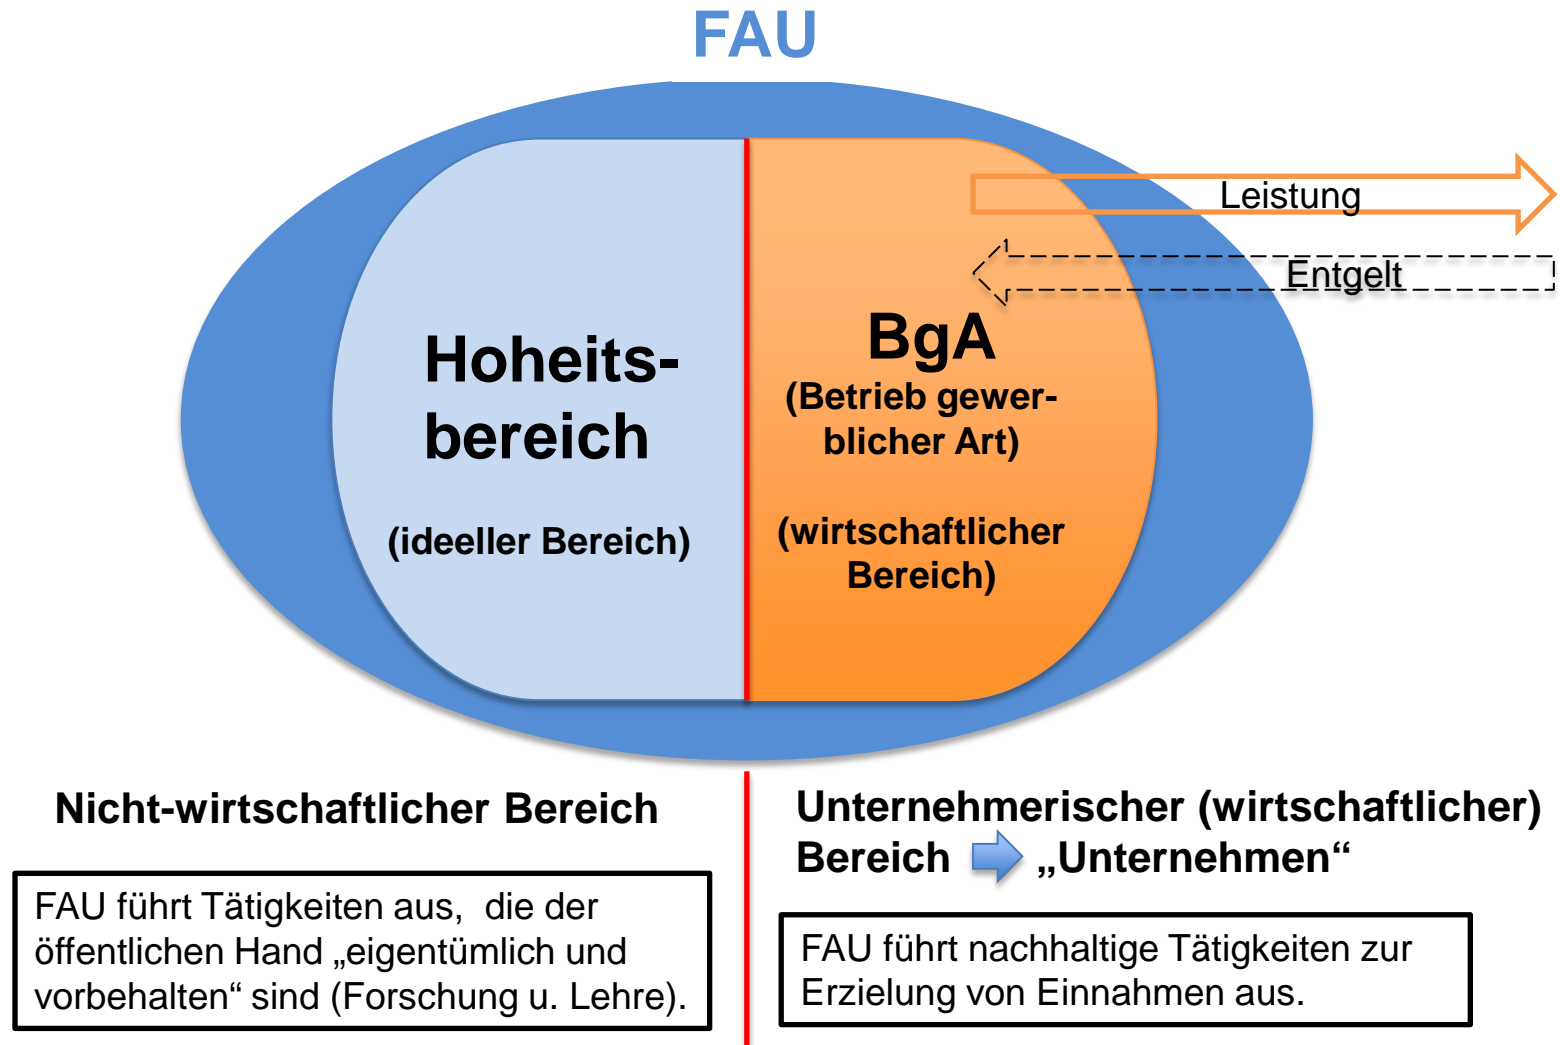 FAU
Leistung
Entgelt
Hoheits-
bereich
(ideeller Bereich)
BgA
(Betrieb gewer-
blicher Art)
(wirtschaftlicher
Bereich)
Nicht-wirtschaftlicher Bereich
FAU führt Tätigkeiten aus,  die der
öffentlichen Hand „eigentümlich und
vorbehalten“ sind (Forschung u. Lehre).
Unternehmerischer (wirtschaftlicher)
Bereich „Unternehmen“
FAU führt nachhaltige Tätigkeiten zur
Erzielung von Einnahmen aus.